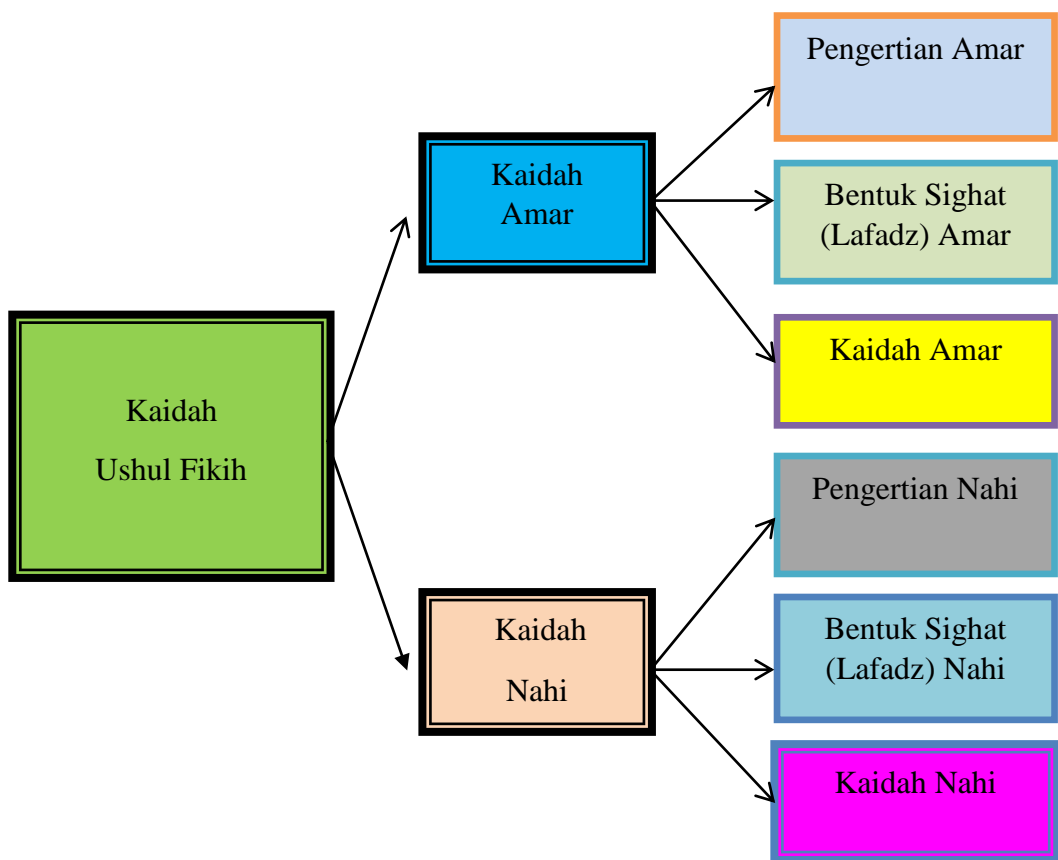 Kaidah
Ushul Fikih
Kaidah
Amar
Pengertian Amar
Bentuk Sighat
(Lafadz) Amar
Kaidah Amar
Kaidah
Nahi
Pengertian Nahi
Bentuk Sighat
(Lafadz) Nahi
Kaidah Nahi